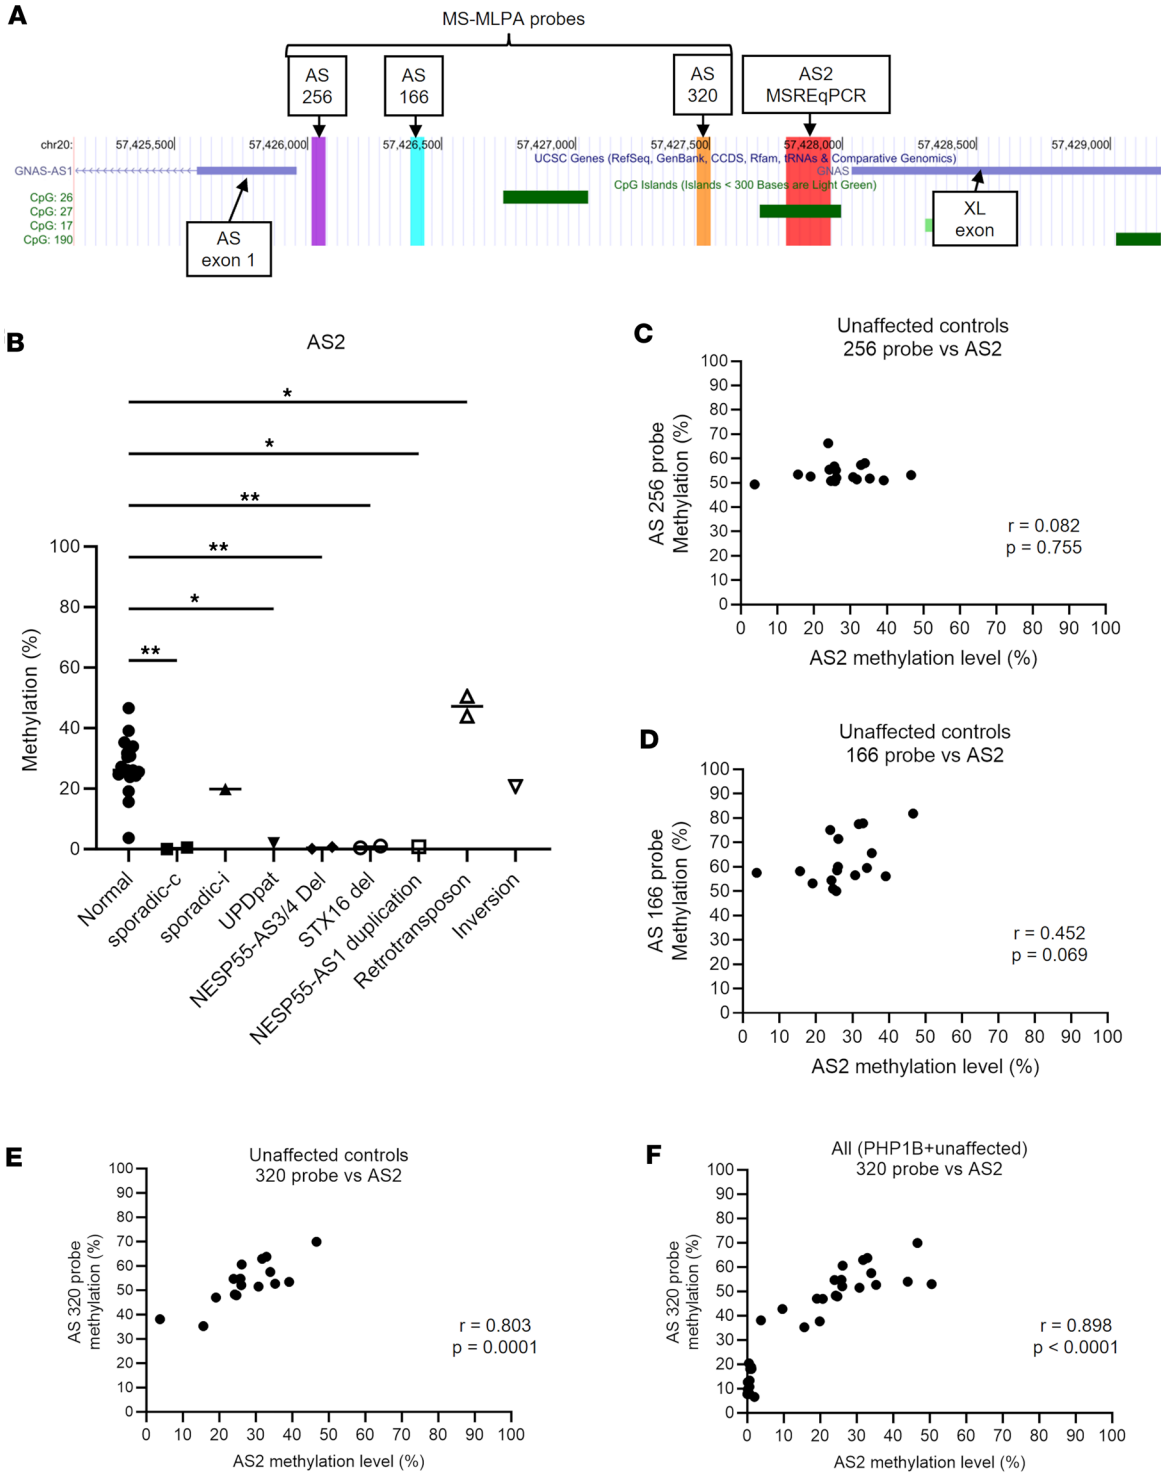 A
MS-MLPA probes
AS
256
AS
166
AS
320
AS2
MSREqPCR
chr20:
57,425,500
57,426,000
57,426,500
57,427,000
57,427,500
57,428,000
57,428,500
57,429,000
UCSC Genes (RefSeq, GenBank, CCDS, Rfam, tRNAs & Comparative Genomics)
GNAS-AS1
GNAS
CpG Islands (Islands < 300 Bases are Light Green)
CpG: 26
CpG: 27
CpG: 17
CpG: 190
AS
exon 1
XL
exon
B
AS2
*
*
**
**
*
**
Methylation (%)
100
80
60
40
20
0
Normal
sporadic-c
sporadic-i
UPDpat
NESP55-AS3/4 Del
STX16 del
NESP55-AS1 duplication
Retrotransposon
Inversion
C
Unaffected controls
256 probe vs AS2
AS 256 probe
Methylation (%)
100
90
80
70
60
50
40
30
20
10
0
r = 0.082
p = 0.755
0 10 20 30 40 50 60 70 80 90 100
AS2 methylation level (%)
D
Unaffected controls
166 probe vs AS2
AS 166 probe
Methylation (%)
100
90
80
70
60
50
40
30
20
10
0
r = 0.452
p = 0.069
0 10 20 30 40 50 60 70 80 90 100
AS2 methylation level (%)
E
Unaffected controls
320 probe vs AS2
AS 320 probe
methylation (%)
100
90
80
70
60
50
40
30
20
10
0
r = 0.803
p = 0.0001
0 10 20 30 40 50 60 70 80 90 100
AS2 methylation level (%)
F
All (PHP1B+unaffected)
320 probe vs AS2
AS 320 probe
methylation (%)
100
90
80
70
60
50
40
30
20
10
0
r = 0.898
p < 0.0001
0 10 20 30 40 50 60 70 80 90 100
AS2 methylation level (%)